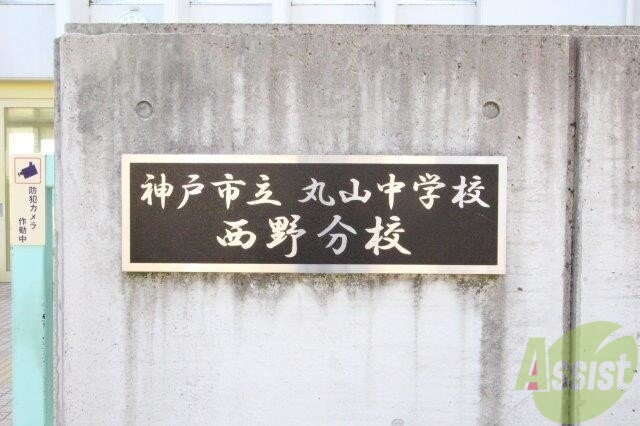 神戸市立 丸山中学校
西野分校
防犯カメラ
作動中
Assist